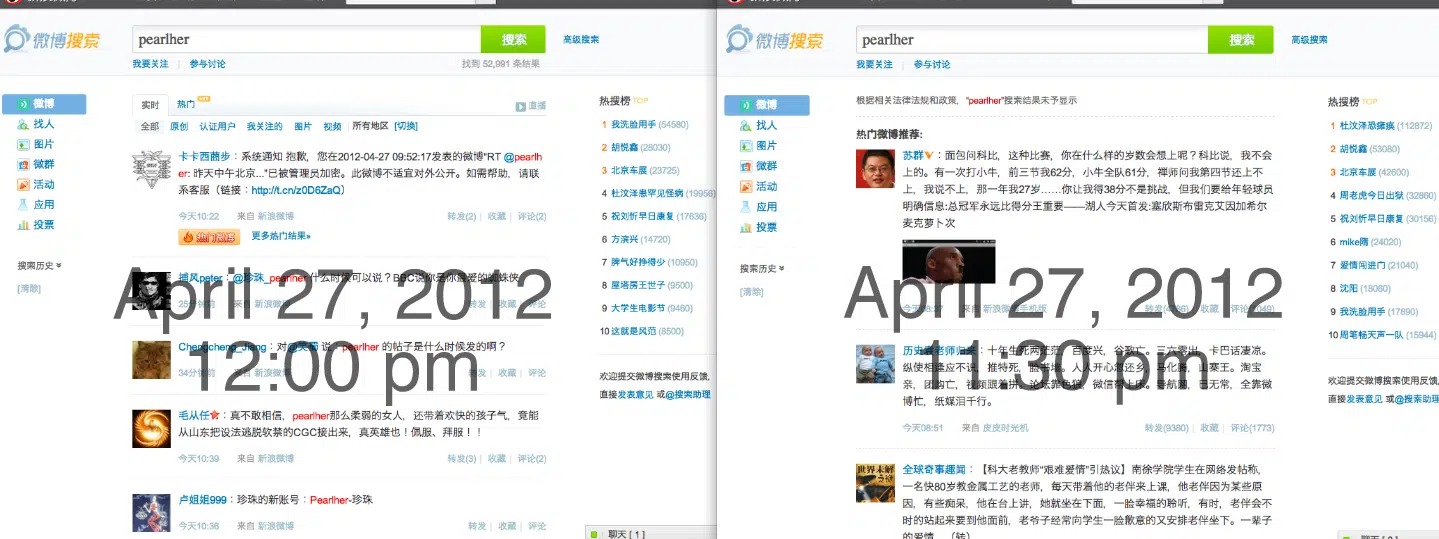 微博搜索
pearlher
搜索
高级搜索
我要关注 | 参与讨论
找到 52,991 条结果
微博
找人
图片
微群
活动
应用
投票
搜索历史
[清除]
实时
热门
直播
全部 原创 认证用户 我关注的 图片 视频 | 所有地区 [切换]
卡卡西茴步：系统通知 抱歉，您在2012-04-27 09:52:17发表的微博"RT @pearlh
er: 昨天中午北京..."已被管理员加密。此微博不适宜对外公开。如需帮助，请联
系客服（链接：http://t.cn/z0D6ZaQ）
今天10:22 来自 新浪微博
转发(2) | 收藏 | 评论(2)
热门微博
更多热门结果»
捕风peter：@珍珠_pearlher 什么时候可以说？BBC说你是你最爱的蜘蛛侠
25分钟前 来自 新浪微博
转发 | 收藏 | 评论
April 27, 2012
12:00 pm
Chengcheng_Jiang：对@芙蜀 说：pearlher 的帖子是什么时候发的啊？
34分钟前
转发 | 收藏 | 评论
毛从任：真不敢相信，pearlher那么柔弱的女人，还带着欢快的孩子气，竟能
从山东把设法逃脱软禁的CGC接出来，真英雄也！佩服、拜服！！
今天10:39 来自 新浪微博
转发(3) | 收藏 | 评论(2)
卢姐姐999：珍珠的新账号：Pearlher-珍珠
今天10:36 来自 新浪微博
转发 | 收藏 | 评论
热搜榜 TOP
1 我洗脸用手 (54580)
2 胡悦鑫 (28030)
3 北京车展 (23725)
4 杜汶泽患罕见怪病 (19956)
5 祝刘忻早日康复 (17636)
6 方滨兴 (14720)
7 脾气好挣得少 (10950)
8 屋塔房王世子 (9500)
9 大学生电影节 (9460)
10 这就是风范 (8500)
欢迎提交微博搜索使用反馈，
直接发表意见 或@搜索助理
聊天 [ 1 ]
微博搜索
pearlher
搜索
高级搜索
我要关注 | 参与讨论
微博
找人
图片
微群
活动
应用
投票
搜索历史
[清除]
根据相关法律法规和政策，"pearlher"搜索结果未予显示
热门微博推荐:
苏群：面包问科比，这种比赛，你在什么样的岁数会想上呢？科比说，我不会
上的。有一次打小牛，前三节我62分，小牛全队61分，禅师问我第四节还上不
上，我说不上，那一年我27岁……你让我得38分不是挑战，但我们要给年轻球员
明确信息:总冠军永远比得分王重要——湖人今天首发:塞欣斯布雷克艾因加希尔
麦克萝卜次
April 27, 2012
11:30 pm
历史袁老师归来：十年生死两茫茫，百度兴，谷歌亡。三六零出，卡巴话凄凉。
纵使相逢应不识，推特死，脸书墙。人人开心忽还乡，马化腾，山寨王。淘宝
亲，团购亡，视频跟着拼。论坛靠色狼，微信得上床。警航网，已无常，全靠微
博忙，纸媒泪千行。
今天08:51 来自 皮皮时光机
转发(9380) | 收藏 | 评论(1773)
全球奇事趣闻：【科大老教师"艰难爱情"引热议】南徐学院学生在网络发帖称，
一名快80岁教金属工艺的老师，每天带着他的老伴来上课，他老伴因为某些原
因，有些痴呆，他在台上讲，她就坐在下面，一脸幸福的聆听，有时，老伴会不
时的站起来要到他面前，老爷子经常向学生一脸歉意的又安排老伴坐下。一辈子
的爱情。（转）
热搜榜 TOP
1 杜汶泽恐瘫痪 (112872)
2 胡悦鑫 (53080)
3 北京车展 (42600)
4 周老虎今日出狱 (32860)
5 祝刘忻早日康复 (30156)
6 mike隋 (24020)
7 爱情闯进门 (21040)
8 沈阳 (18060)
9 我洗脸用手 (17890)
10 周笔畅天声一队 (15944)
欢迎提交微博搜索使用反馈，
直接发表意见 或@搜索助理